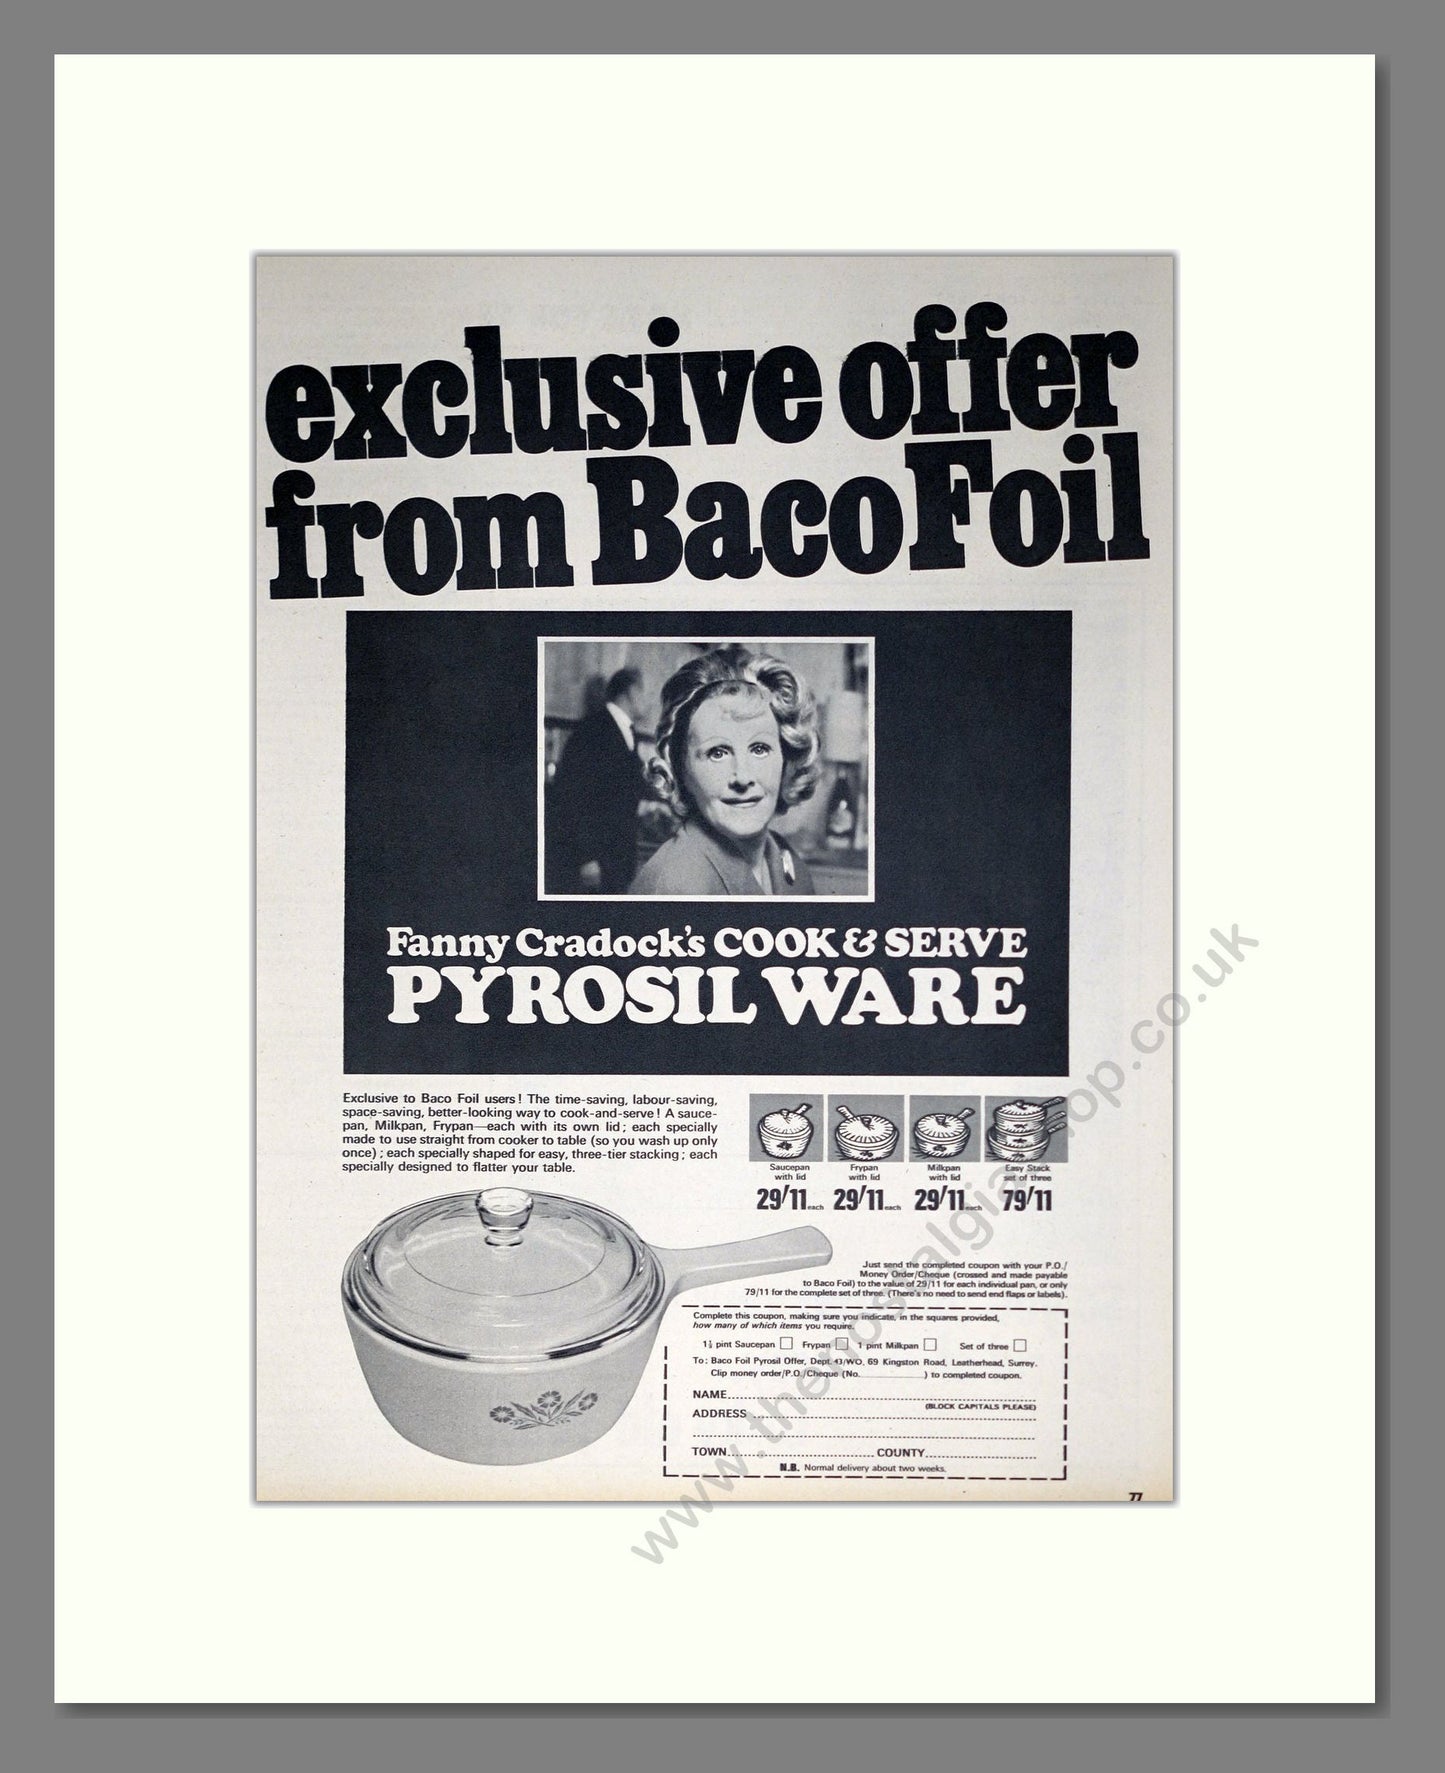 exclusive offer
from Baco Foil
Fanny Cradock's COOK & SERVE
PYROSIL WARE
Exclusive to Baco Foil users! The time-saving, labour-saving,
space-saving, better-looking way to cook-and-serve! A sauce-
pan, Milkpan, Frypan—each with its own lid; each specially
made to use straight from cooker to table (so you wash up only
once); each specially shaped for easy, three-tier stacking; each
specially designed to flatter your table.
Saucepan
with lid
29/11 each
Frypan
with lid
29/11 each
Milkpan
with lid
29/11 each
Easy Stack
set of three
79/11
Just send the completed coupon with your P.O./
Money Order/Cheque (crossed and made payable
to Baco Foil) to the value of 29/11 for each individual pan, or only
79/11 for the complete set of three. (There's no need to send end flaps or labels).
Complete this coupon, making sure you indicate, in the squares provided,
how many of which items you require.
1½ pint Saucepan Frypan 1 pint Milkpan Set of three
To: Baco Foil Pyrosil Offer, Dept. 43/WO, 69 Kingston Road, Leatherhead, Surrey.
Clip money order/P.O./Cheque (No. ) to completed coupon.
NAME
(BLOCK CAPITALS PLEASE)
ADDRESS
TOWN COUNTY
N.B. Normal delivery about two weeks.
77
www.thenostalgiashop.co.uk